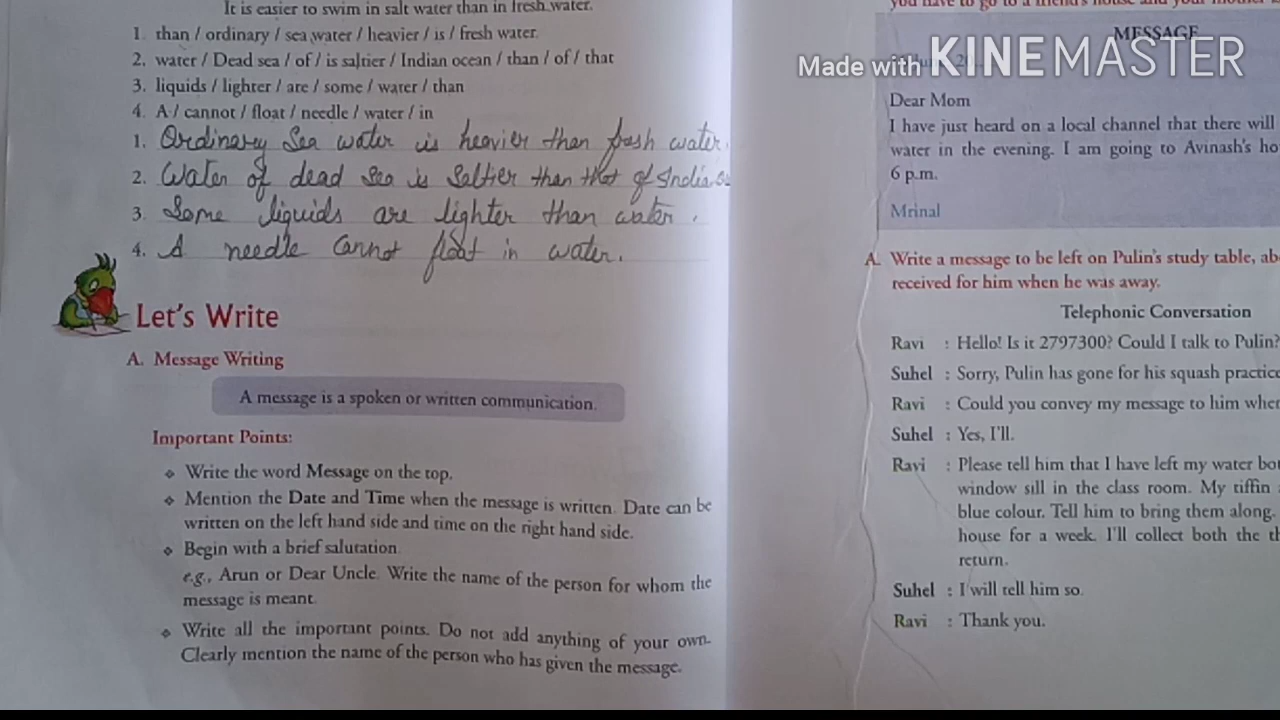 It is easier to swim in salt water than in fresh water.
1. than / ordinary / sea water / heavier / is / fresh water.
2. water / Dead sea / of / is saltier / Indian ocean / than / of / that
3. liquids / lighter / are / some / water / than
4. A / cannot / float / needle / water / in
1. Ordinary Sea water is heavier than fresh water.
2. Water of dead Sea is Saltier than that of India
3. Some liquids are lighter than water.
4. A needle cannot float in water.
Let's Write
A. Message Writing
A message is a spoken or written communication.
Important Points:
❖ Write the word Message on the top.
❖ Mention the Date and Time when the message is written. Date can be
written on the left hand side and time on the right hand side.
❖ Begin with a brief salutation.
e.g., Arun or Dear Uncle. Write the name of the person for whom the
message is meant.
❖ Write all the important points. Do not add anything of your own.
Clearly mention the name of the person who has given the message.
you have to go to a friend's house and your mother
MESSAGE
Made with KINEMASTER
Dear Mom
I have just heard on a local channel that there will
water in the evening. I am going to Avinash's
6 p.m.
Mrinal
A. Write a message to be left on Pulin's study table,
received for him when he was away.
Telephonic Conversation
Ravi : Hello! Is it 2797300? Could I talk to Pulin?
Suhel : Sorry, Pulin has gone for his squash practice
Ravi : Could you convey my message to him
Suhel : Yes, I'll.
Ravi : Please tell him that I have left my water
window sill in the class room. My tiffin
blue colour. Tell him to bring them along.
house for a week. I'll collect both the
return.
Suhel : I will tell him so.
Ravi : Thank you.